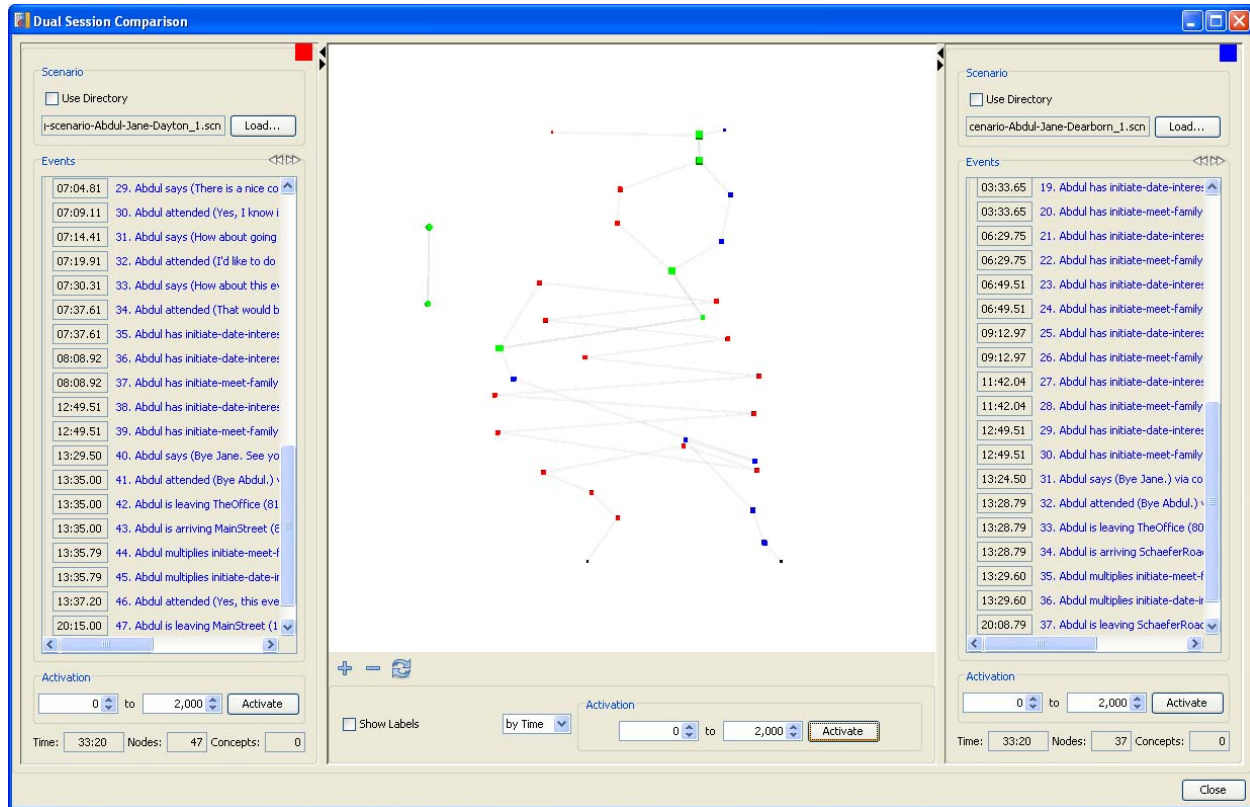 Dual Session Comparison
Scenario
Use Directory
j-scenario-Abdul-Jane-Dayton_1.scn Load...
Events
07:04.81 29. Abdul says (There is a nice co
07:09.11 30. Abdul attended (Yes, I know i
07:14.41 31. Abdul says (How about going
07:19.91 32. Abdul attended (I'd like to do
07:30.31 33. Abdul says (How about this ev
07:37.61 34. Abdul attended (That would b
07:37.61 35. Abdul has initiate-date-interes
08:08.92 36. Abdul has initiate-date-interes
08:08.92 37. Abdul has initiate-meet-family
12:49.51 38. Abdul has initiate-date-interes
12:49.51 39. Abdul has initiate-meet-family
13:29.50 40. Abdul says (Bye Jane. See yo
13:35.00 41. Abdul attended (Bye Abdul.) v
13:35.00 42. Abdul is leaving TheOffice (81
13:35.00 43. Abdul is arriving MainStreet (8
13:35.79 44. Abdul multiplies initiate-meet-f
13:35.79 45. Abdul multiplies initiate-date-in
13:37.20 46. Abdul attended (Yes, this eve
20:15.00 47. Abdul is leaving MainStreet (1
Activation
0 to 2,000 Activate
Time: 33:20 Nodes: 47 Concepts: 0
Show Labels
by Time
Activation
0 to 2,000 Activate
Scenario
Use Directory
cenario-Abdul-Jane-Dearborn_1.scn Load...
Events
03:33.65 19. Abdul has initiate-date-interes
03:33.65 20. Abdul has initiate-meet-family
06:29.75 21. Abdul has initiate-date-interes
06:29.75 22. Abdul has initiate-meet-family
06:49.51 23. Abdul has initiate-date-interes
06:49.51 24. Abdul has initiate-meet-family
09:12.97 25. Abdul has initiate-date-interes
09:12.97 26. Abdul has initiate-meet-family
11:42.04 27. Abdul has initiate-date-interes
11:42.04 28. Abdul has initiate-meet-family
12:49.51 29. Abdul has initiate-date-interes
12:49.51 30. Abdul has initiate-meet-family
13:24.50 31. Abdul says (Bye Jane.) via co
13:28.79 32. Abdul attended (Bye Abdul.) v
13:28.79 33. Abdul is leaving TheOffice (80
13:28.79 34. Abdul is arriving SchaeferRoad
13:29.60 35. Abdul multiplies initiate-meet-f
13:29.60 36. Abdul multiplies initiate-date-in
20:08.79 37. Abdul is leaving SchaeferRoad
Activation
0 to 2,000 Activate
Time: 33:20 Nodes: 37 Concepts: 0
Close